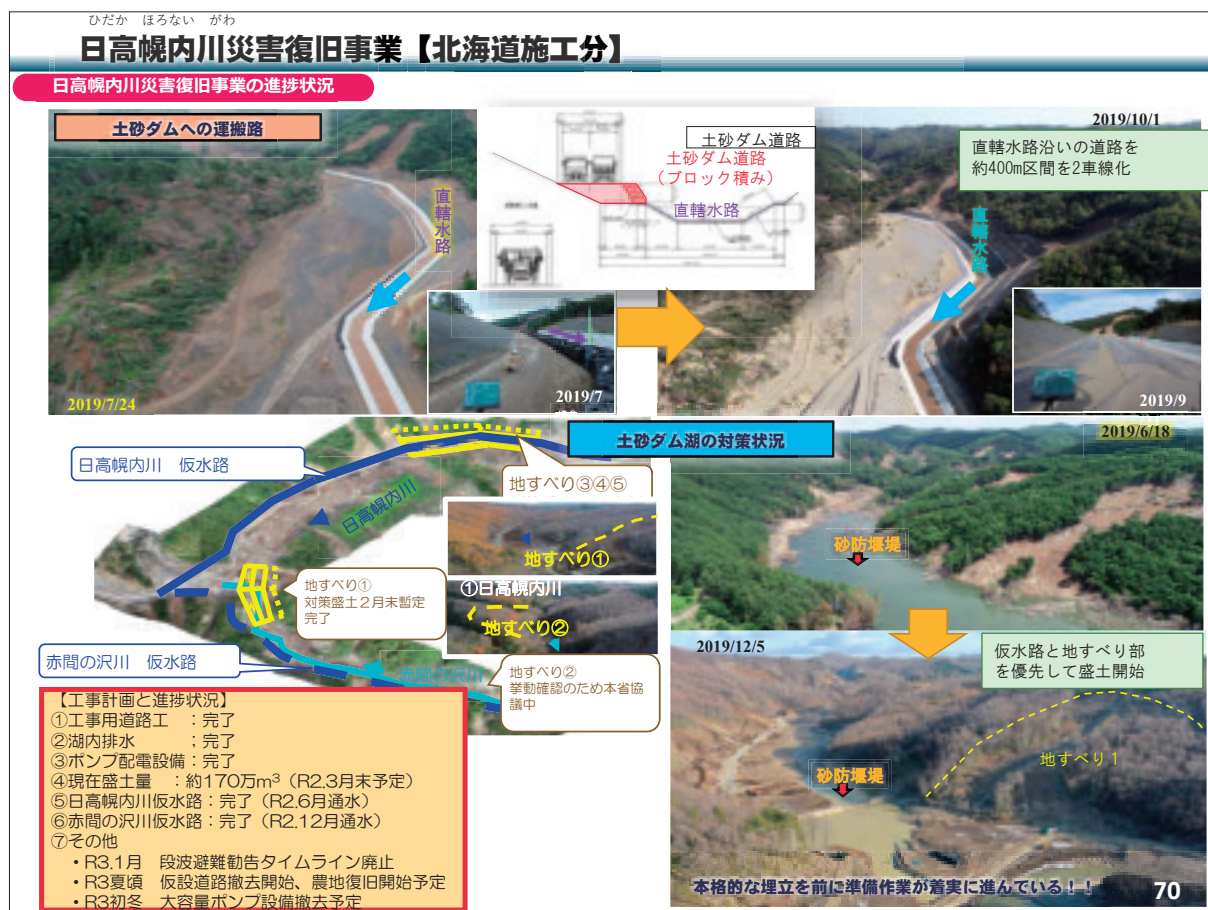 ひだか ほろない がわ
日高幌内川災害復旧事業【北海道施工分】
日高幌内川災害復旧事業の進捗状況
土砂ダムへの運搬路
直轄水路
2019/7/24
2019/7
土砂ダム道路
土砂ダム道路
（ブロック積み）
直轄水路
2019/10/1
直轄水路沿いの道路を
約400m区間を2車線化
直轄水路
2019/9
土砂ダム湖の対策状況
日高幌内川　仮水路
日高幌内川
地すべり③④⑤
地すべり①
①日高幌内川
地すべり②
地すべり①
対策盛土２月末暫定
完了
赤間の沢川　仮水路
赤間の沢川
地すべり②
挙動確認のため本省協
議中
2019/6/18
砂防堰堤
2019/12/5
仮水路と地すべり部
を優先して盛土開始
地すべり１
砂防堰堤
【工事計画と進捗状況】
①工事用道路工　：完了
②湖内排水　　　；完了
③ポンプ配電設備：完了
④現在盛土量　：約170万m³（R2.3月末予定）
⑤日高幌内川仮水路：完了（R2.6月通水）
⑥赤間の沢川仮水路：完了（R2.12月通水）
⑦その他
・R3.1月　段波避難勧告タイムライン廃止
・R3夏頃　仮設道路撤去開始、農地復旧開始予定
・R3初冬　大容量ポンプ設備撤去予定
本格的な埋立を前に準備作業が着実に進んでいる！！
70